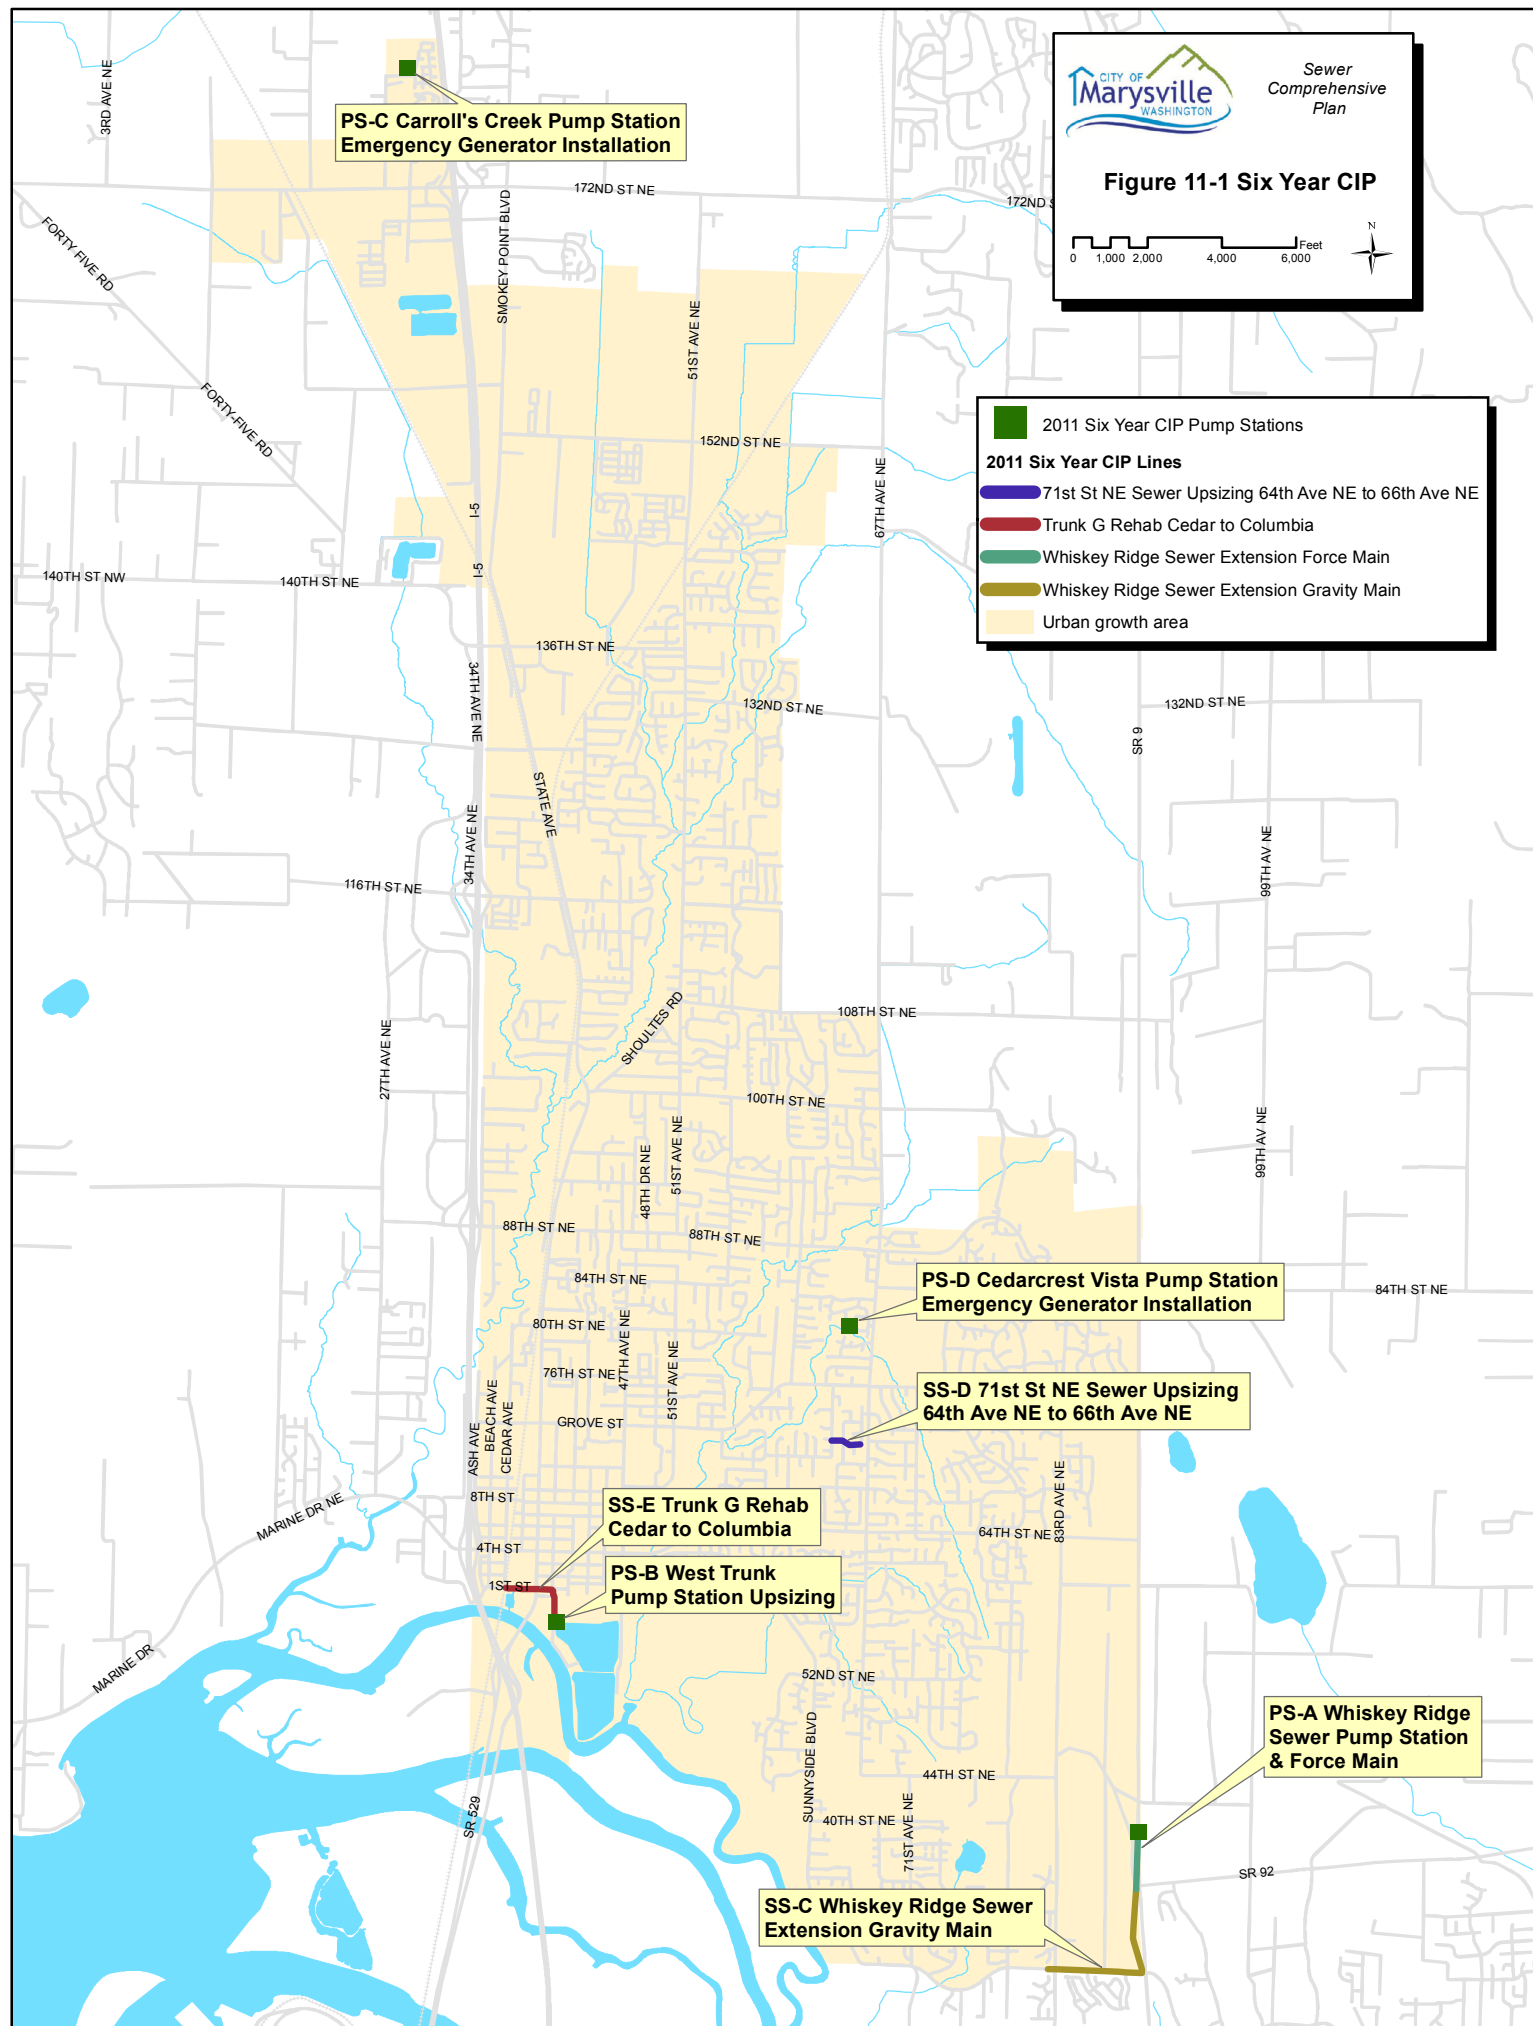 CITY OF
Marysville
WASHINGTON
Sewer
Comprehensive
Plan
Figure 11-1 Six Year CIP
N
Feet
0 1,000 2,000 4,000 6,000
2011 Six Year CIP Pump Stations
2011 Six Year CIP Lines
71st St NE Sewer Upsizing 64th Ave NE to 66th Ave NE
Trunk G Rehab Cedar to Columbia
Whiskey Ridge Sewer Extension Force Main
Whiskey Ridge Sewer Extension Gravity Main
Urban growth area
3RD AVE NE
PS-C Carroll's Creek Pump Station
Emergency Generator Installation
172ND ST NE
172ND S
SMOKEY POINT BLVD
FORTY FIVE RD
51ST AVE NE
FORTY-FIVE RD
152ND ST NE
67TH AVE NE
I-5
I-5
140TH ST NW
140TH ST NE
136TH ST NE
34TH AVE NE
132ND ST NE
132ND ST NE
SR 9
STATE AVE
34TH AVE NE
99TH AV NE
116TH ST NE
108TH ST NE
SHOULTES RD
27TH AVE NE
100TH ST NE
51ST AVE NE
48TH DR NE
99TH AV NE
88TH ST NE
88TH ST NE
84TH ST NE
PS-D Cedarcrest Vista Pump Station
Emergency Generator Installation
84TH ST NE
80TH ST NE
47TH AVE NE
51ST AVE NE
76TH ST NE
SS-D 71st St NE Sewer Upsizing
64th Ave NE to 66th Ave NE
BEACH AVE
CEDAR AVE
ASH AVE
GROVE ST
83RD AVE NE
8TH ST
MARINE DR NE
SS-E Trunk G Rehab
Cedar to Columbia
64TH ST NE
4TH ST
PS-B West Trunk
Pump Station Upsizing
1ST ST
MARINE DR
52ND ST NE
PS-A Whiskey Ridge
Sewer Pump Station
& Force Main
SUNNYSIDE BLVD
44TH ST NE
SR 529
40TH ST NE
71ST AVE NE
SR 92
SS-C Whiskey Ridge Sewer
Extension Gravity Main